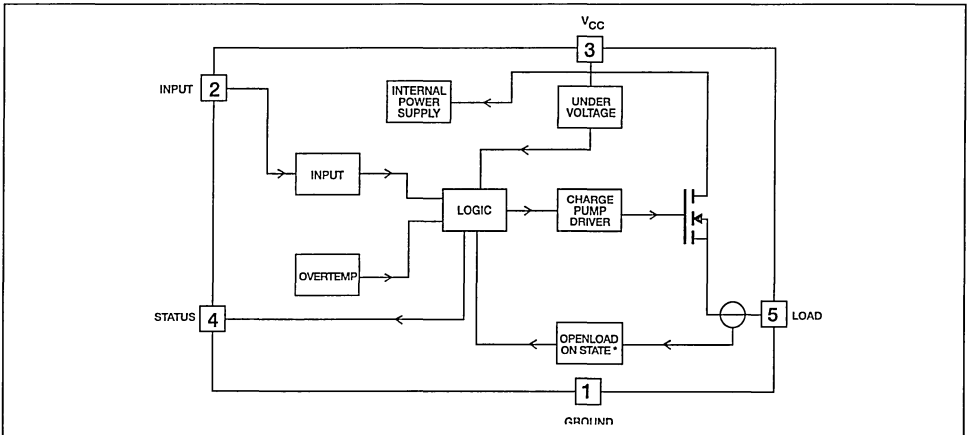 VCC
3
INPUT
2
INTERNAL
POWER
SUPPLY
UNDER
VOLTAGE
INPUT
LOGIC
CHARGE
PUMP
DRIVER
OVERTEMP
STATUS
4
5
LOAD
OPENLOAD
ON STATE *
1
GROUND